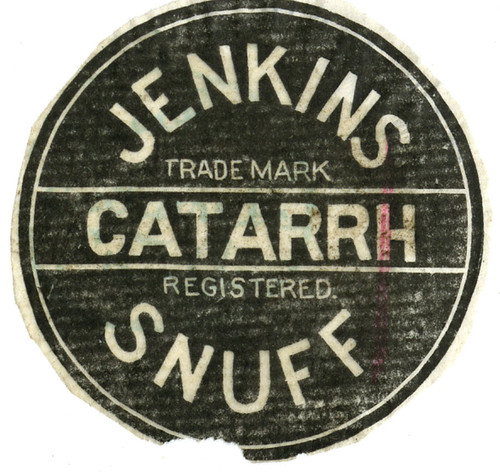 JENKINS
TRADE MARK
CATARRH
REGISTERED.
SNUFF